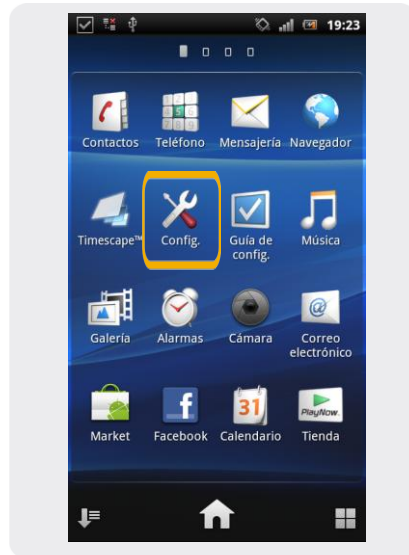 19:23
Contactos Teléfono Mensajería Navegador
Timescape™ Config. Guía de config. Música
Galería Alarmas Cámara Correo electrónico
@
31
PlayNow.
Market Facebook Calendario Tienda